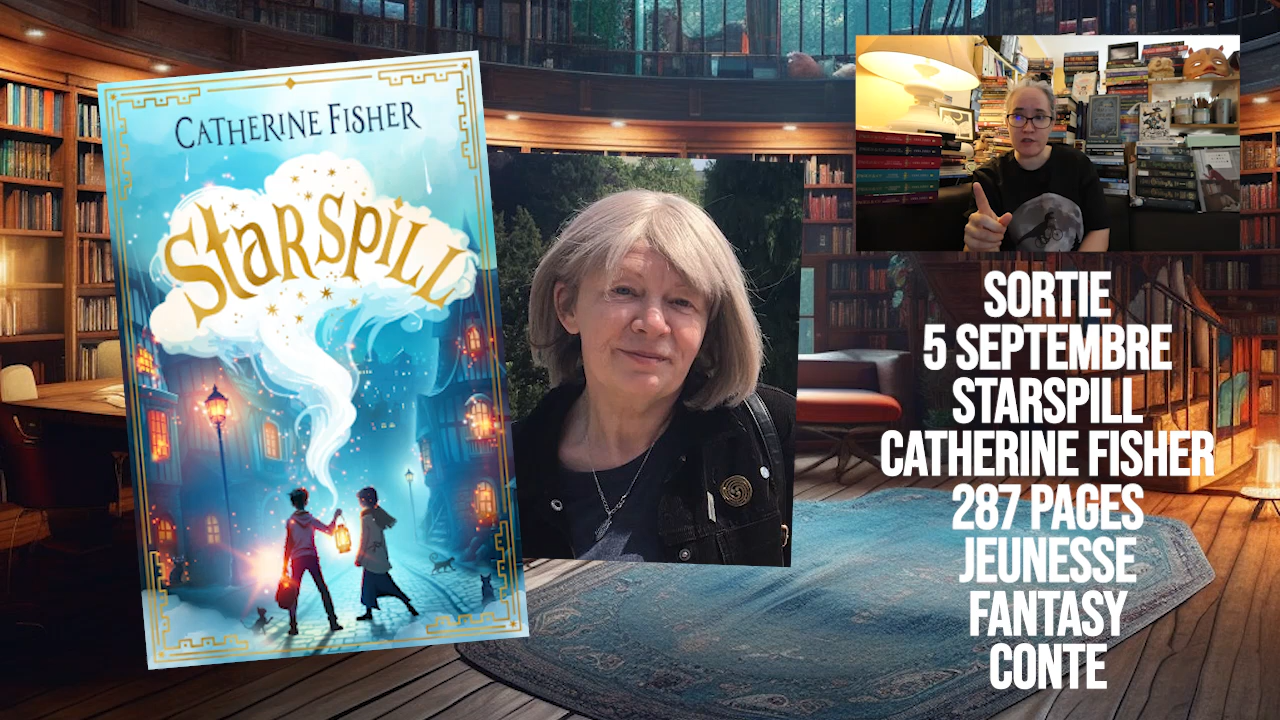 CATHERINE FISHER
STARSPILL
SORTIE
5 SEPTEMBRE
STARSPILL
CATHERINE FISHER
287 PAGES
JEUNESSE
FANTASY
CONTE